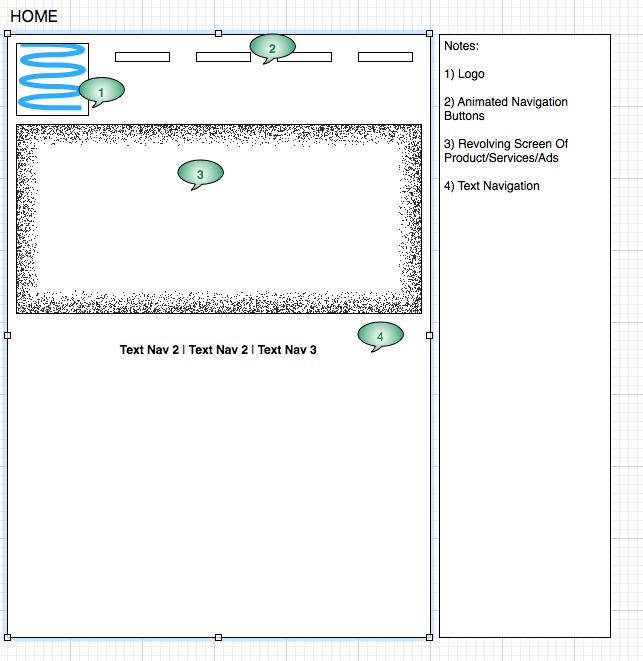 HOME
2
1
3
4
Text Nav 2 | Text Nav 2 | Text Nav 3
Notes:
1) Logo
2) Animated Navigation
Buttons
3) Revolving Screen Of
Product/Services/Ads
4) Text Navigation